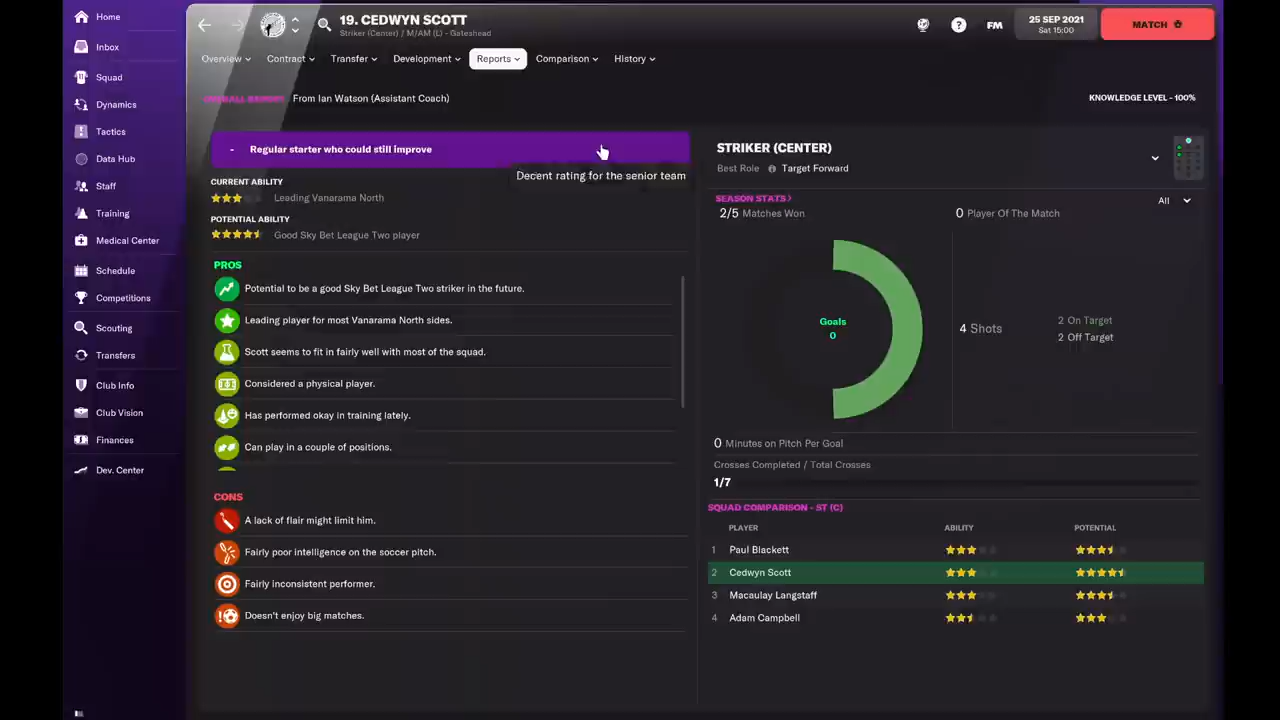 Home
Inbox
Squad
Dynamics
Tactics
Data Hub
Staff
Training
Medical Center
Schedule
Competitions
Scouting
Transfers
Club Info
Club Vision
Finances
Dev. Center
19. CEDWYN SCOTT
Striker (Center) / M/AM (L) - Gateshead
FM
25 SEP 2021
Sat 15:00
MATCH
Overview
Contract
Transfer
Development
Reports
Comparison
History
OVERALL REPORT From Ian Watson (Assistant Coach)
KNOWLEDGE LEVEL - 100%
- Regular starter who could still improve
Decent rating for the senior team
CURRENT ABILITY
Leading Vanarama North
POTENTIAL ABILITY
Good Sky Bet League Two player
PROS
Potential to be a good Sky Bet League Two striker in the future.
Leading player for most Vanarama North sides.
Scott seems to fit in fairly well with most of the squad.
Considered a physical player.
Has performed okay in training lately.
Can play in a couple of positions.
CONS
A lack of flair might limit him.
Fairly poor intelligence on the soccer pitch.
Fairly inconsistent performer.
Doesn't enjoy big matches.
STRIKER (CENTER)
Best Role Target Forward
SEASON STATS
All
2/5 Matches Won
0 Player Of The Match
Goals
0
4 Shots
2 On Target
2 Off Target
0 Minutes on Pitch Per Goal
Crosses Completed / Total Crosses
1/7
SQUAD COMPARISON - ST (C)
PLAYER ABILITY POTENTIAL
1 Paul Blackett
2 Cedwyn Scott
3 Macaulay Langstaff
4 Adam Campbell